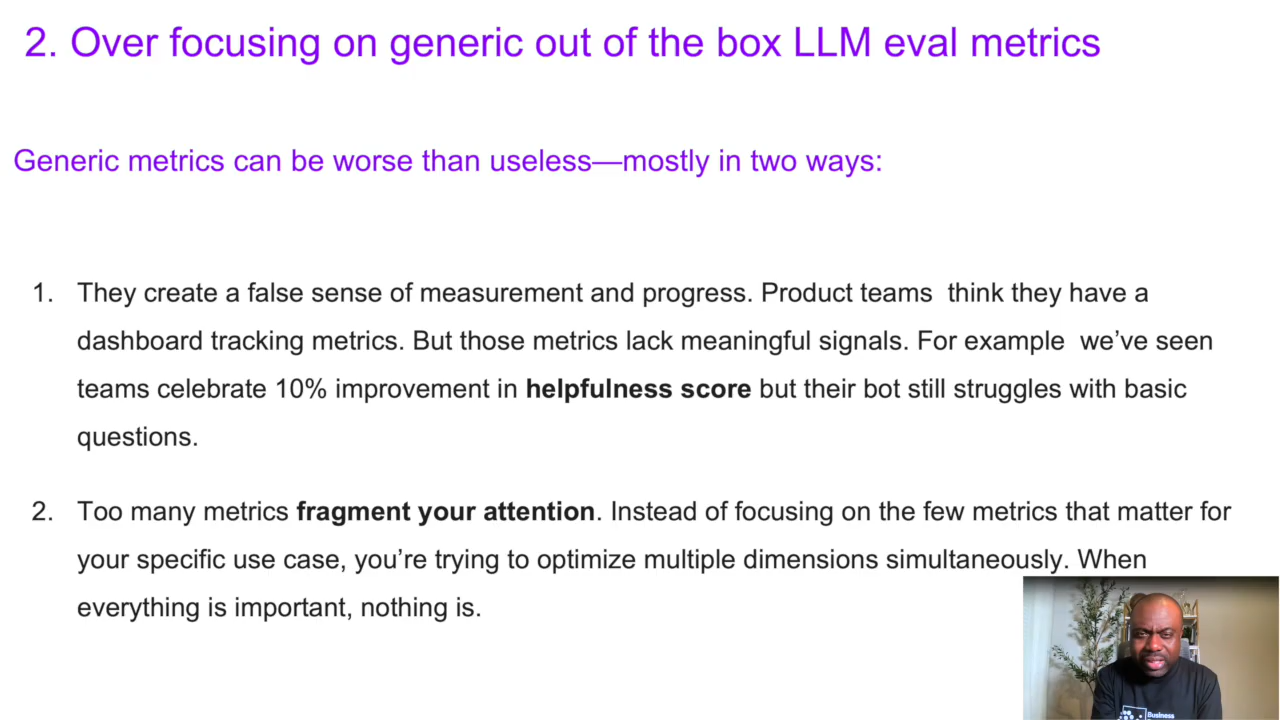 2. Over focusing on generic out of the box LLM eval metrics
Generic metrics can be worse than useless—mostly in two ways:
1. They create a false sense of measurement and progress. Product teams  think they have a
dashboard tracking metrics. But those metrics lack meaningful signals. For example  we’ve seen
teams celebrate 10% improvement in helpfulness score but their bot still struggles with basic
questions.
2. Too many metrics fragment your attention. Instead of focusing on the few metrics that matter for
your specific use case, you’re trying to optimize multiple dimensions simultaneously. When
everything is important, nothing is.
Business